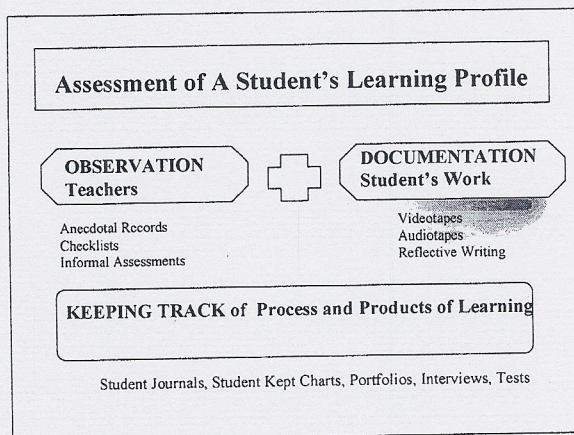 Assessment of A Student's Learning Profile
OBSERVATION
Teachers
DOCUMENTATION
Student's Work
Anecdotal Records
Checklists
Informal Assessments
Videotapes
Audiotapes
Reflective Writing
KEEPING TRACK of Process and Products of Learning
Student Journals, Student Kept Charts, Portfolios, Interviews, Tests